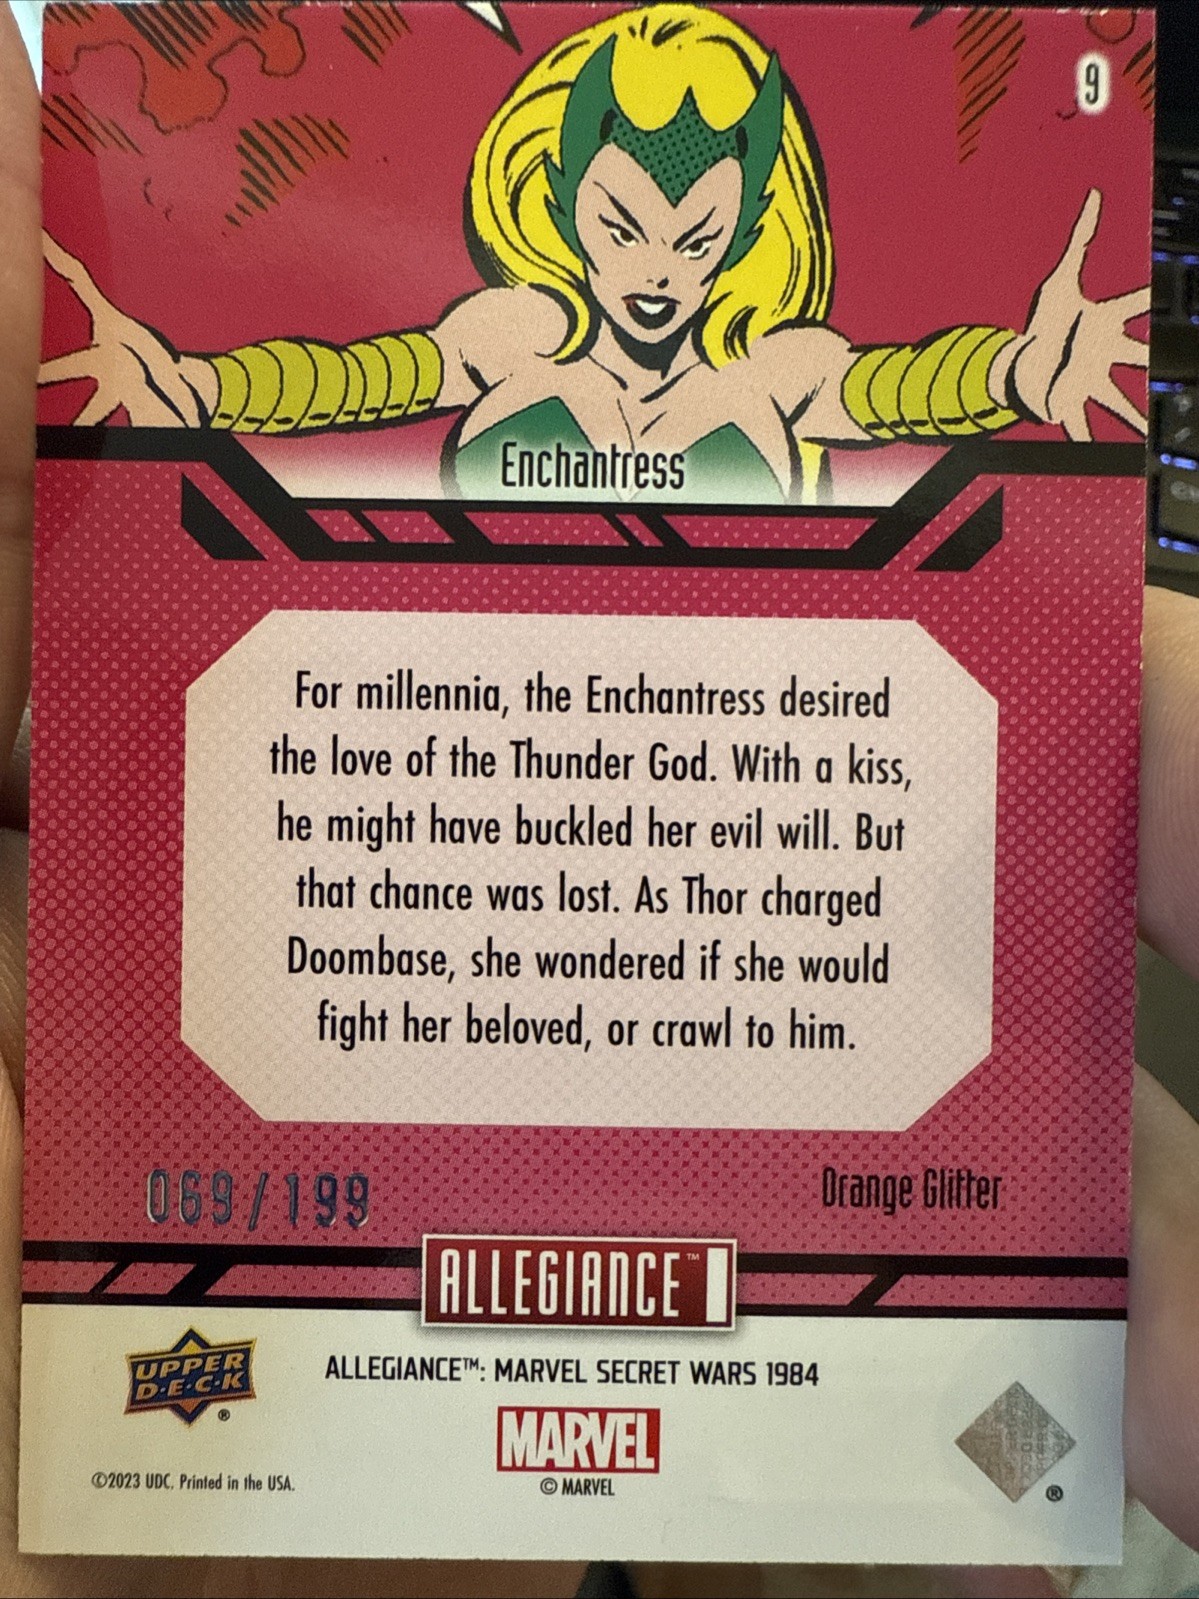 9
Enchantress
For millennia, the Enchantress desired
the love of the Thunder God. With a kiss,
he might have buckled her evil will. But
that chance was lost. As Thor charged
Doombase, she wondered if she would
fight her beloved, or crawl to him.
069/199
Orange Glitter
ALLEGIANCE™
UPPER
D·E·C·K
®
ALLEGIANCE™: MARVEL SECRET WARS 1984
MARVEL
© MARVEL
©2023 UDC. Printed in the USA.
®